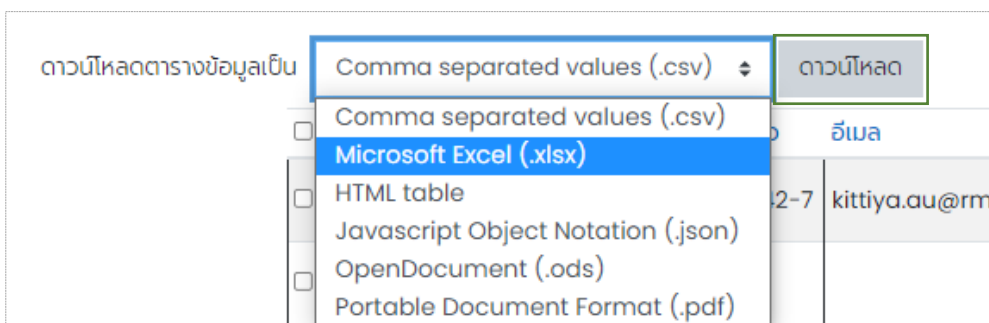 ดาวน์โหลดตารางข้อมูลเป็น Comma separated values (.csv) ดาวน์โหลด
Comma separated values (.csv)
อีเมล
Microsoft Excel (.xlsx)
HTML table
42-7 kittiya.au@rm
Javascript Object Notation (.json)
OpenDocument (.ods)
Portable Document Format (.pdf)